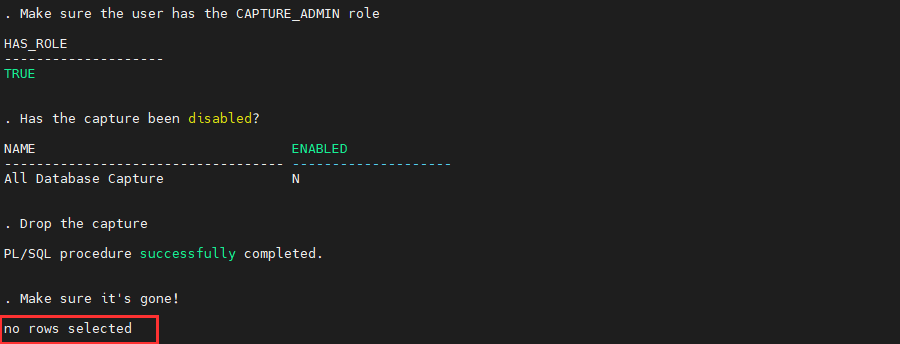 . Make sure the user has the CAPTURE_ADMIN role
HAS_ROLE
--------------------
TRUE
. Has the capture been disabled?
NAME                                ENABLED
----------------------------------- --------------------
All Database Capture                N
. Drop the capture
PL/SQL procedure successfully completed.
. Make sure it's gone!
no rows selected